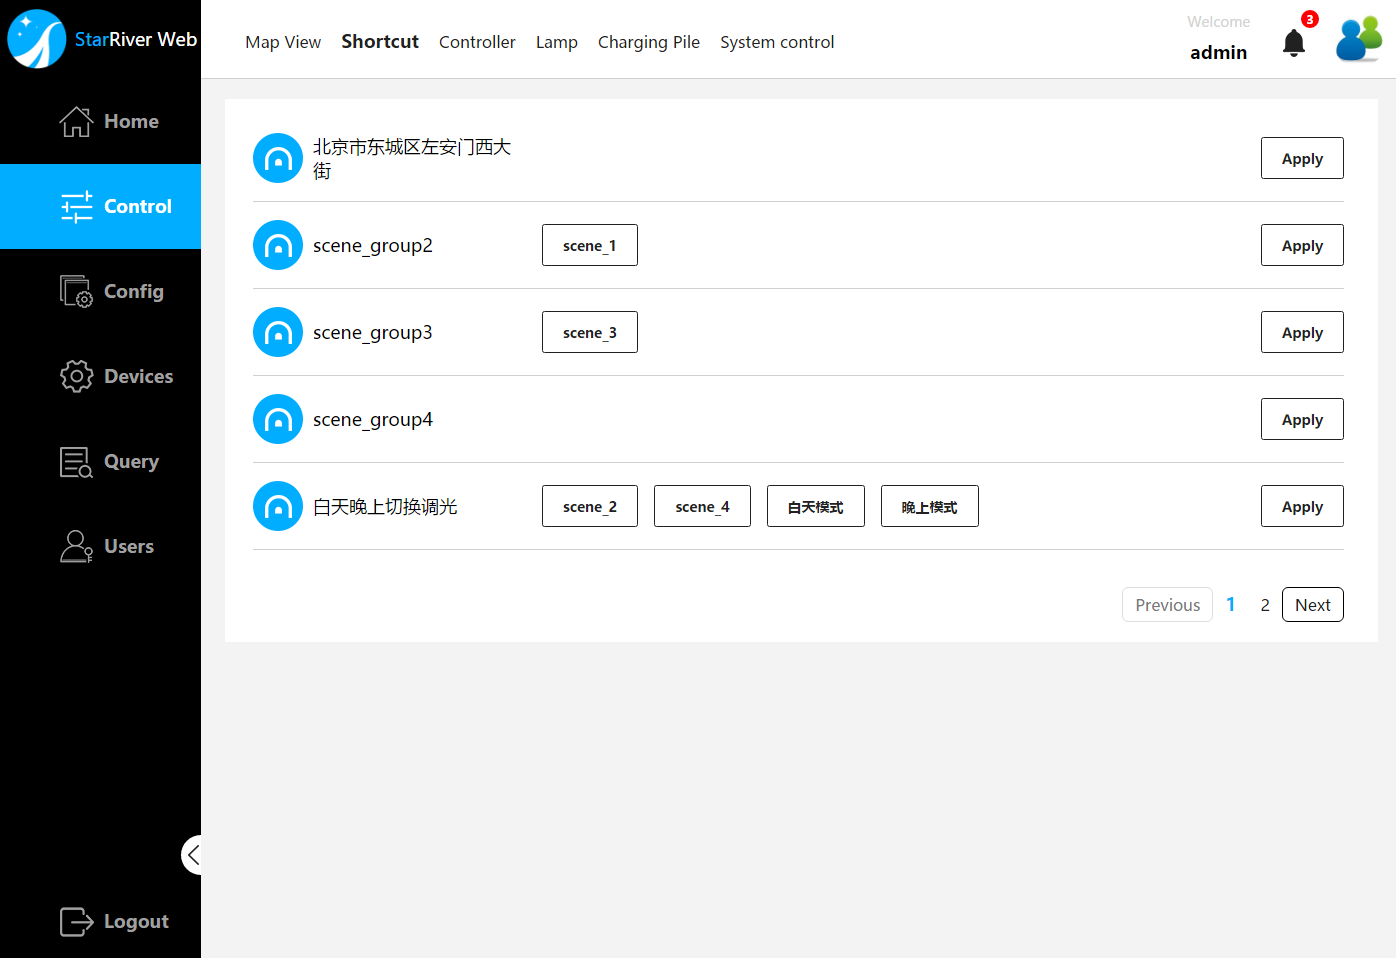 StarRiver Web
Map View Shortcut Controller Lamp Charging Pile System control
Welcome
admin
3
Home
Control
Config
Devices
Query
Users
Logout
北京市东城区左安门西大
街
Apply
scene_group2 scene_1 Apply
scene_group3 scene_3 Apply
scene_group4 Apply
白天晚上切换调光 scene_2 scene_4 白天模式 晚上模式 Apply
Previous 1 2 Next